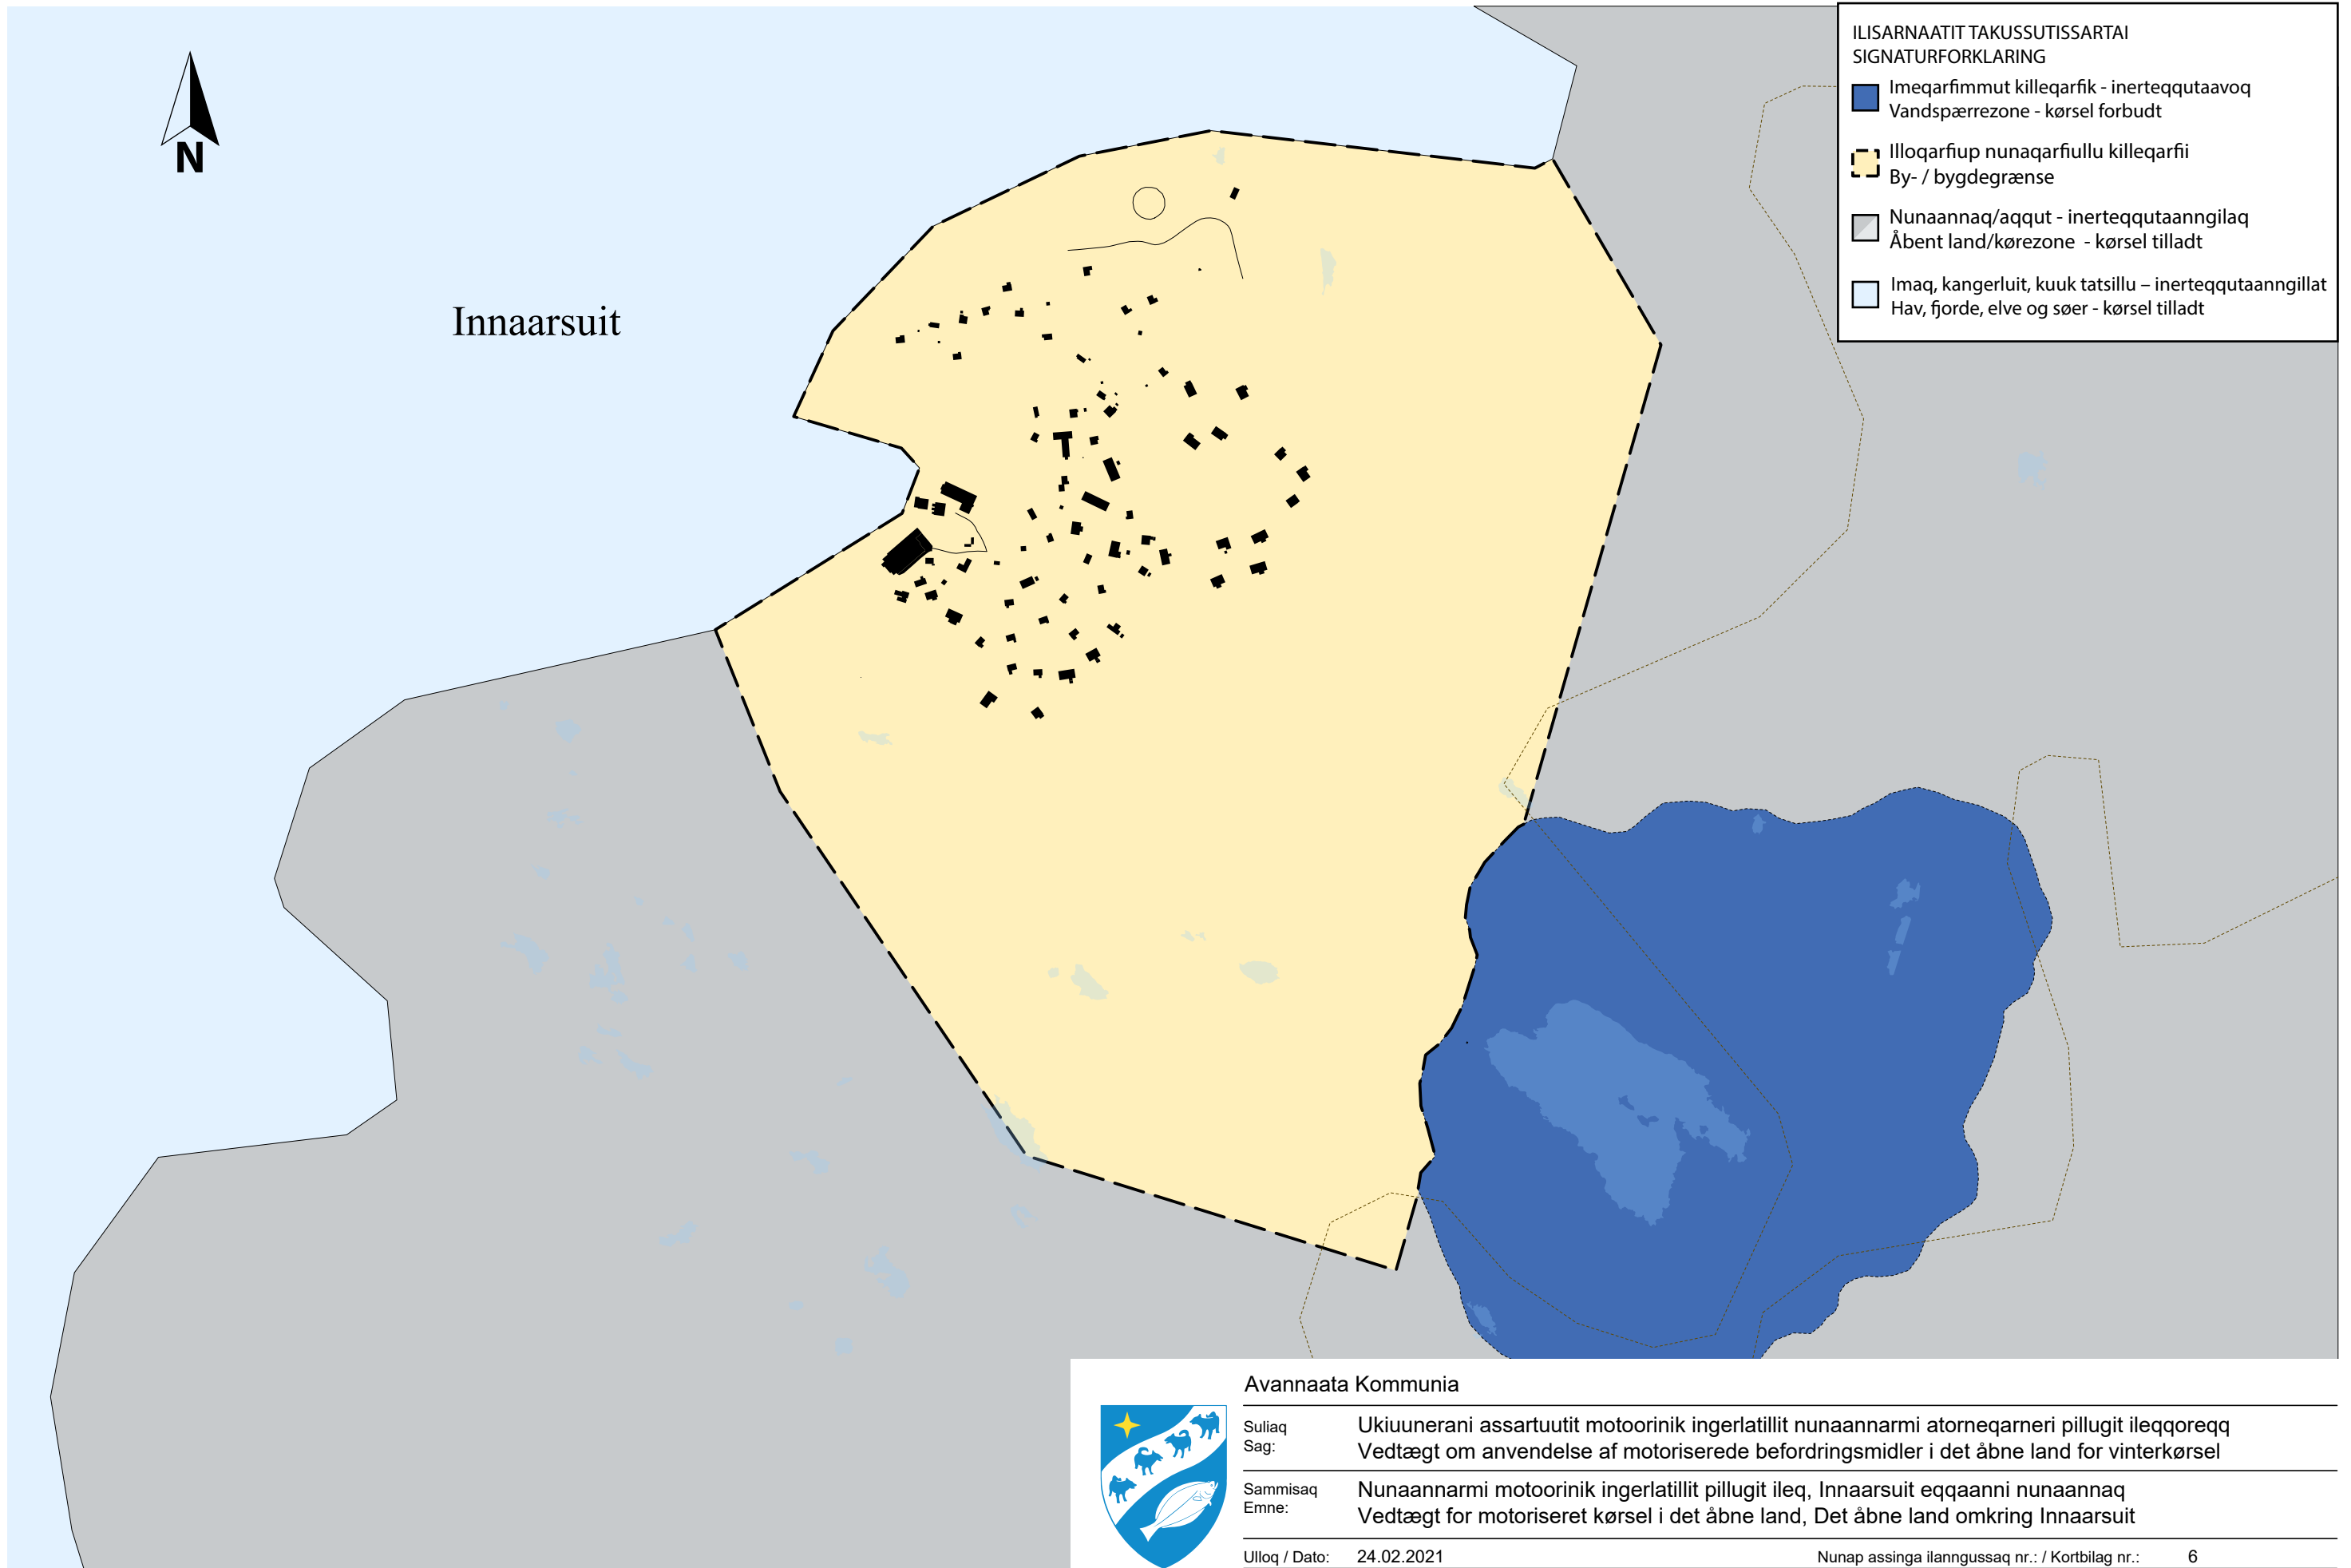 ILISARNAATIT TAKUSSUTISSARTAI
SIGNATURFORKLARING
Imeqarfimmut killeqarfik - inerteqqutaavoq
Vandspærrezone - kørsel forbudt
Illoqarfiup nunaqarfiullu killeqarfii
By- / bygdegrænse
Nunaannaq/aqqut - inerteqqutaanngilaq
Åbent land/kørezone - kørsel tilladt
Imaq, kangerluit, kuuk tatsillu – inerteqqutaanngillat
Hav, fjorde, elve og søer - kørsel tilladt
N
Innaarsuit
Avannaata Kommunia
Suliaq Ukiuunerani assartuutit motoorinik ingerlatillit nunaannarmi atorneqarneri pillugit ileqqoreqq
Sag: Vedtægt om anvendelse af motoriserede befordringsmidler i det åbne land for vinterkørsel
Sammisaq Nunaannarmi motoorinik ingerlatillit pillugit ileq, Innaarsuit eqqaanni nunaannaq
Emne: Vedtægt for motoriseret kørsel i det åbne land, Det åbne land omkring Innaarsuit
Ulloq / Dato: 24.02.2021 Nunap assinga ilanngussaq nr.: / Kortbilag nr.: 6